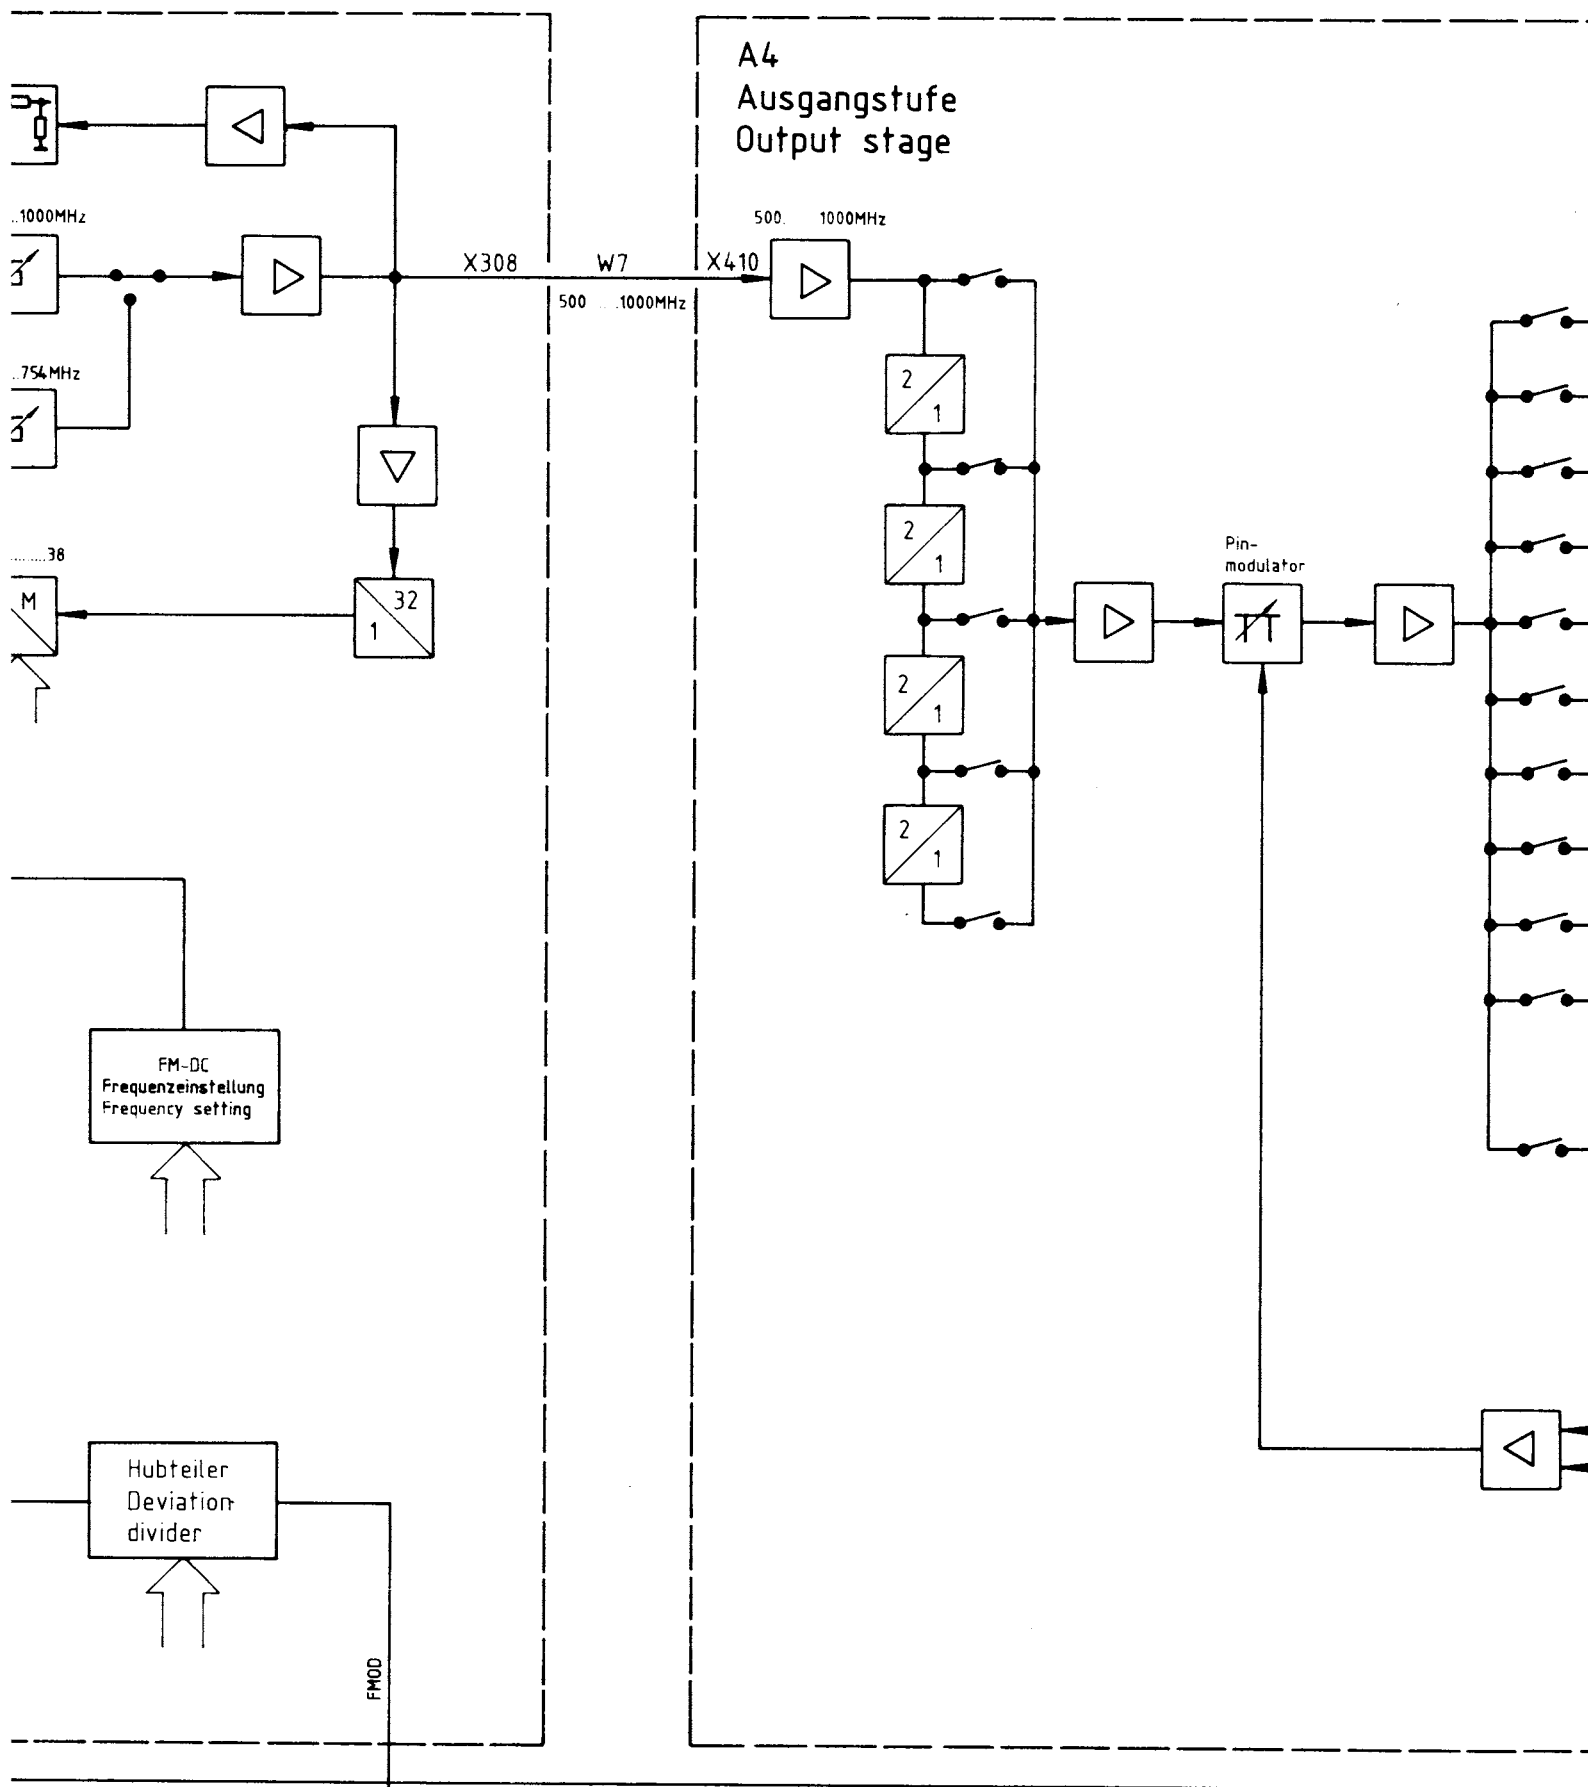 A4
Ausgangstufe
Output stage
..1000MHz
500. 1000MHz
X308
W7
X410
500 ... .1000MHz
..754MHz
2
1
2
1
2
1
2
1
.........38
M
32
1
Pin-
modulator
FM-DC
Frequenzeinstellung
Frequency setting
Hubteiler
Deviation-
divider
FMOD